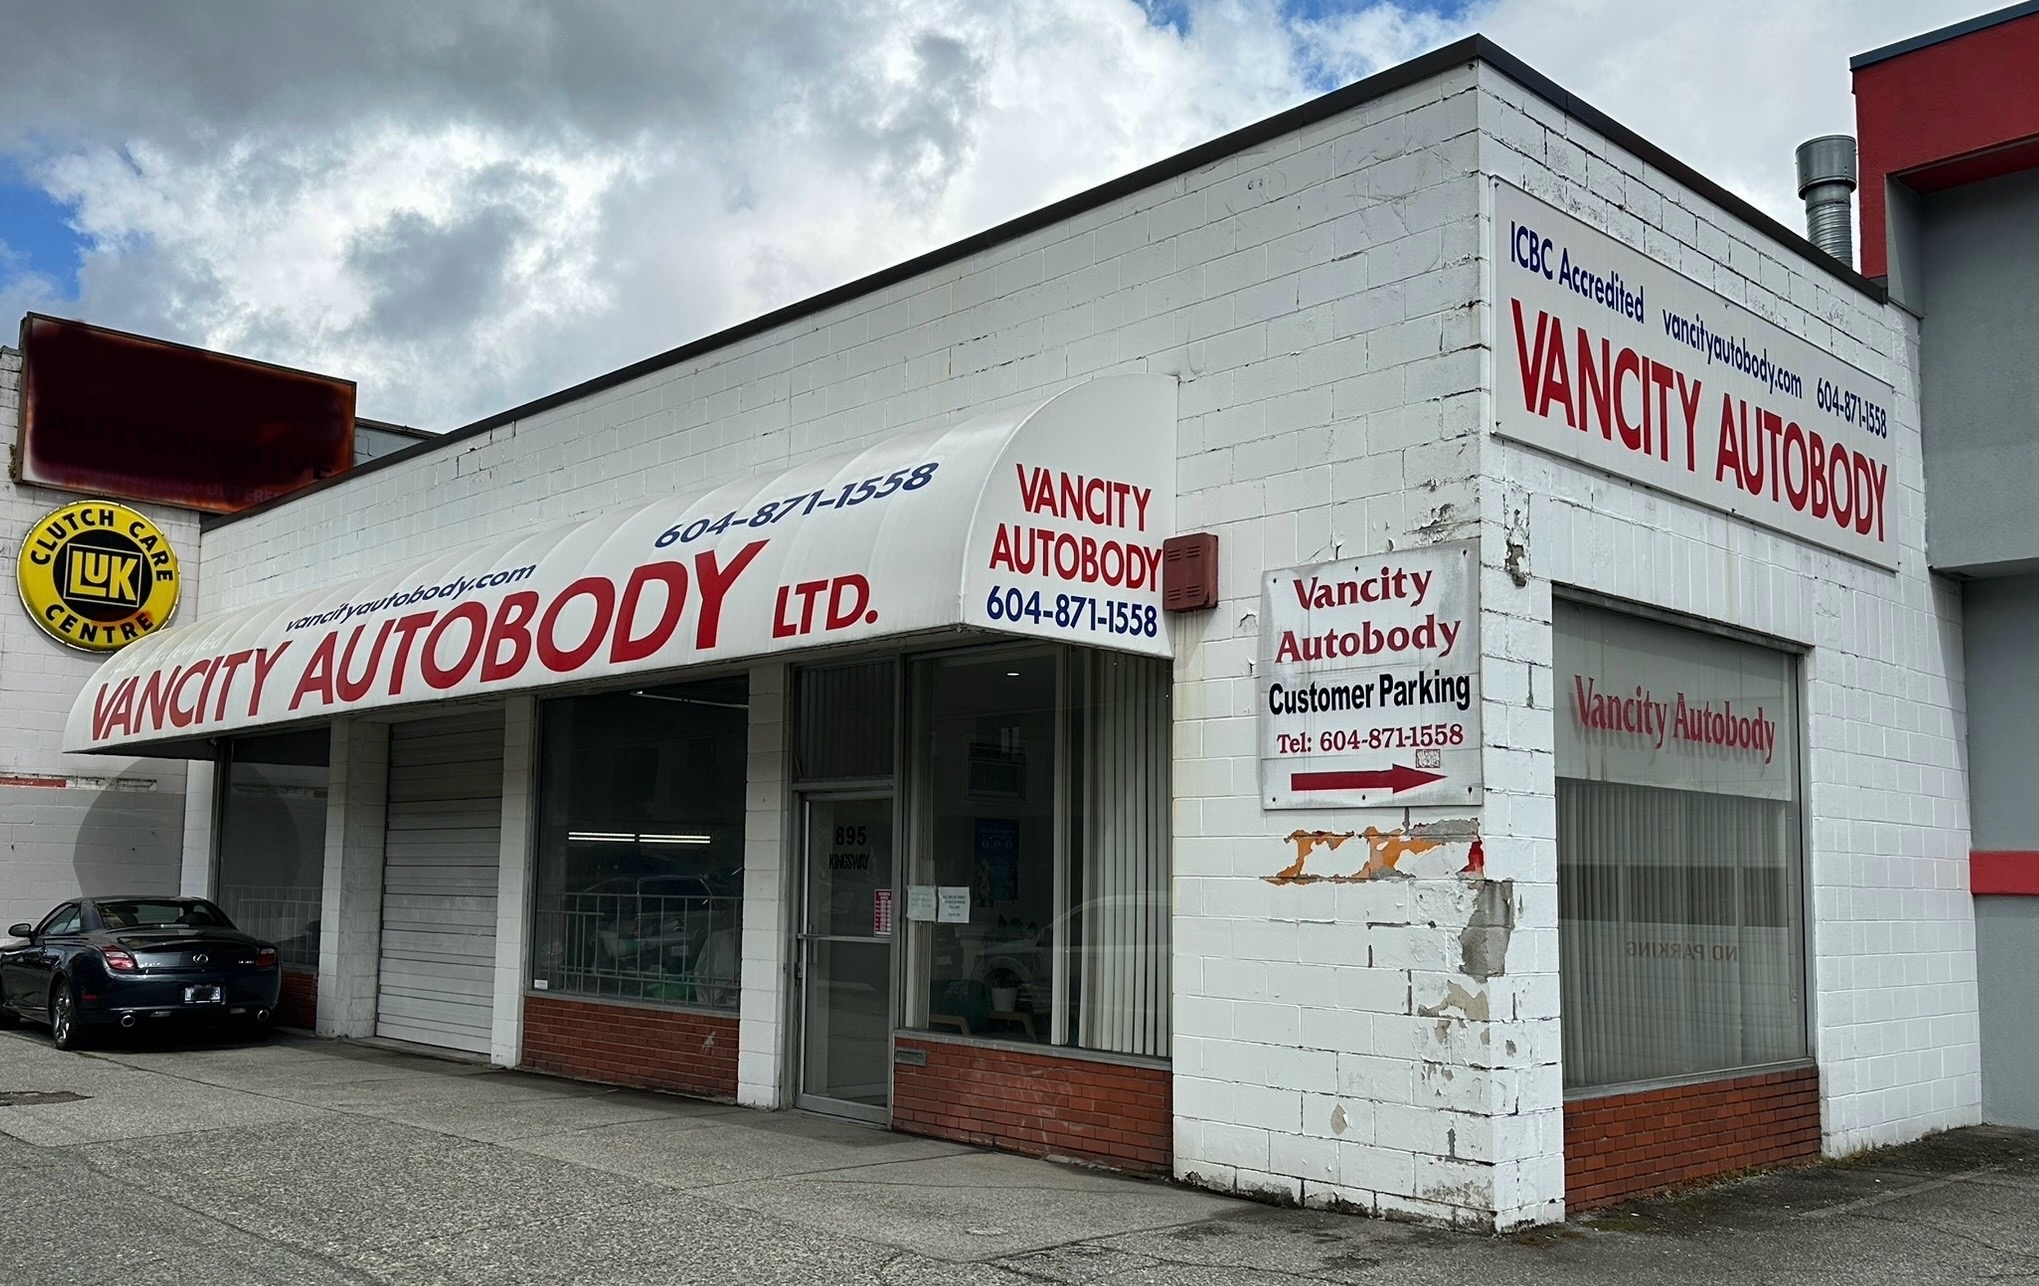 AUTOMOTIVE
CLUTCH CARE
LUK
CENTRE
vancityautobody.com
604-871-1558
VANCITY AUTOBODY LTD.
VANCITY
AUTOBODY
604-871-1558
Vancity
Autobody
Customer Parking
Tel: 604-871-1558
ICBC Accredited vancityautobody.com 604-871-1558
VANCITY AUTOBODY
Vancity Autobody
NO PARKING
895
KINGSWAY